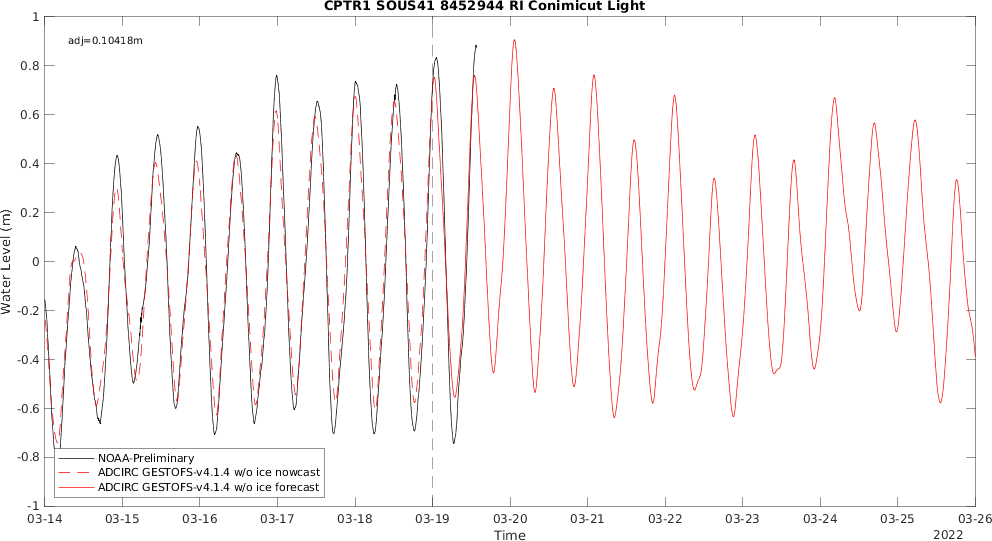 CPTR1 SOUS41 8452944 RI Conimicut Light
adj=0.10418m
1
0.8
0.6
0.4
0.2
0
-0.2
-0.4
-0.6
-0.8
-1
Water Level (m)
NOAA-Preliminary
ADCIRC GESTOFS-v4.1.4 w/o ice nowcast
ADCIRC GESTOFS-v4.1.4 w/o ice forecast
03-14 03-15 03-16 03-17 03-18 03-19 03-20 03-21 03-22 03-23 03-24 03-25 03-26
Time
2022